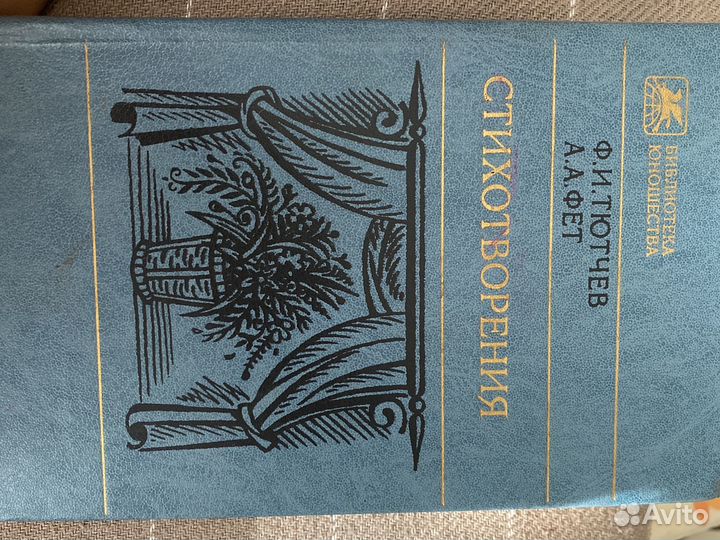 БИБЛИОТЕКА
ЮНОШЕСТВА
Ф.И.ТЮТЧЕВ
А.А.ФЕТ
СТИХОТВОРЕНИЯ
Avito